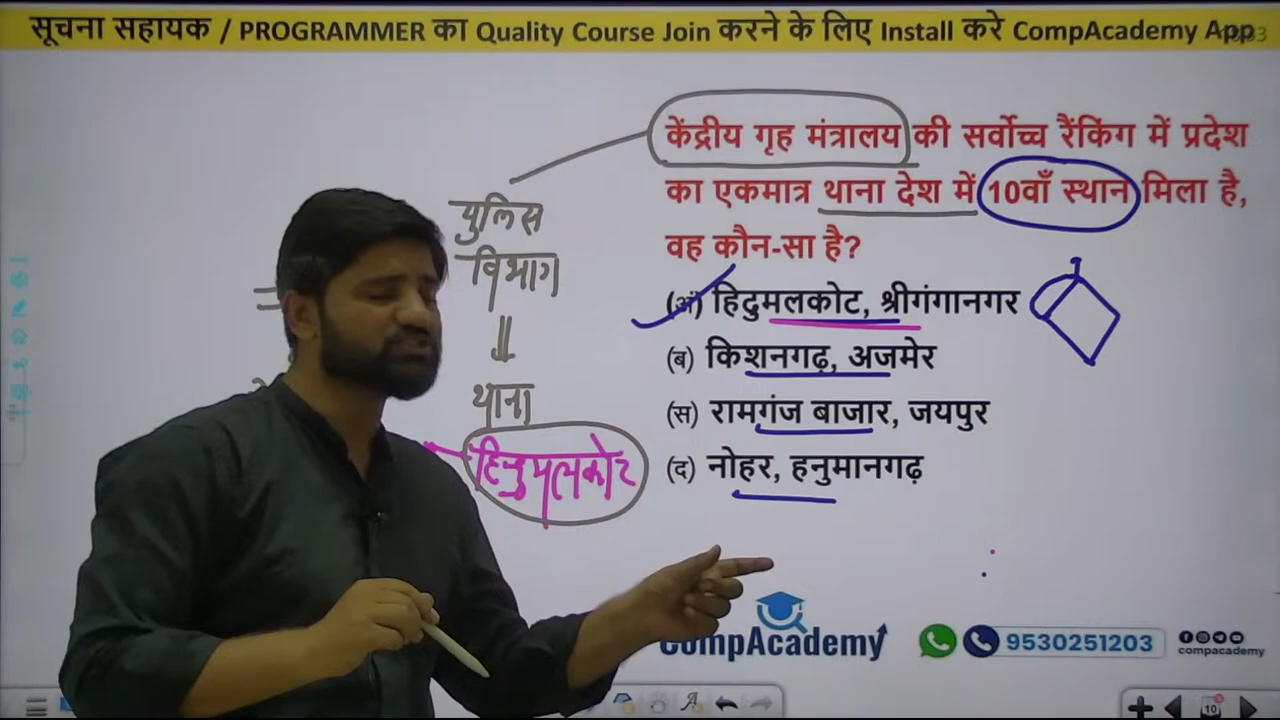 सूचना सहायक / PROGRAMMER का Quality Course Join करने के लिए Install करे CompAcademy App
केंद्रीय गृह मंत्रालय की सर्वोच्च रैंकिंग में प्रदेश
का एकमात्र थाना देश में 10वाँ स्थान मिला है,
वह कौन-सा है?
(अ) हिदुमलकोट, श्रीगंगानगर
(ब) किशनगढ़, अजमेर
(स) रामगंज बाजार, जयपुर
(द) नोहर, हनुमानगढ़
पुलिस
विभाग
थाना
हिन्दुमलकोट
CompAcademy
9530251203
compacademy
10